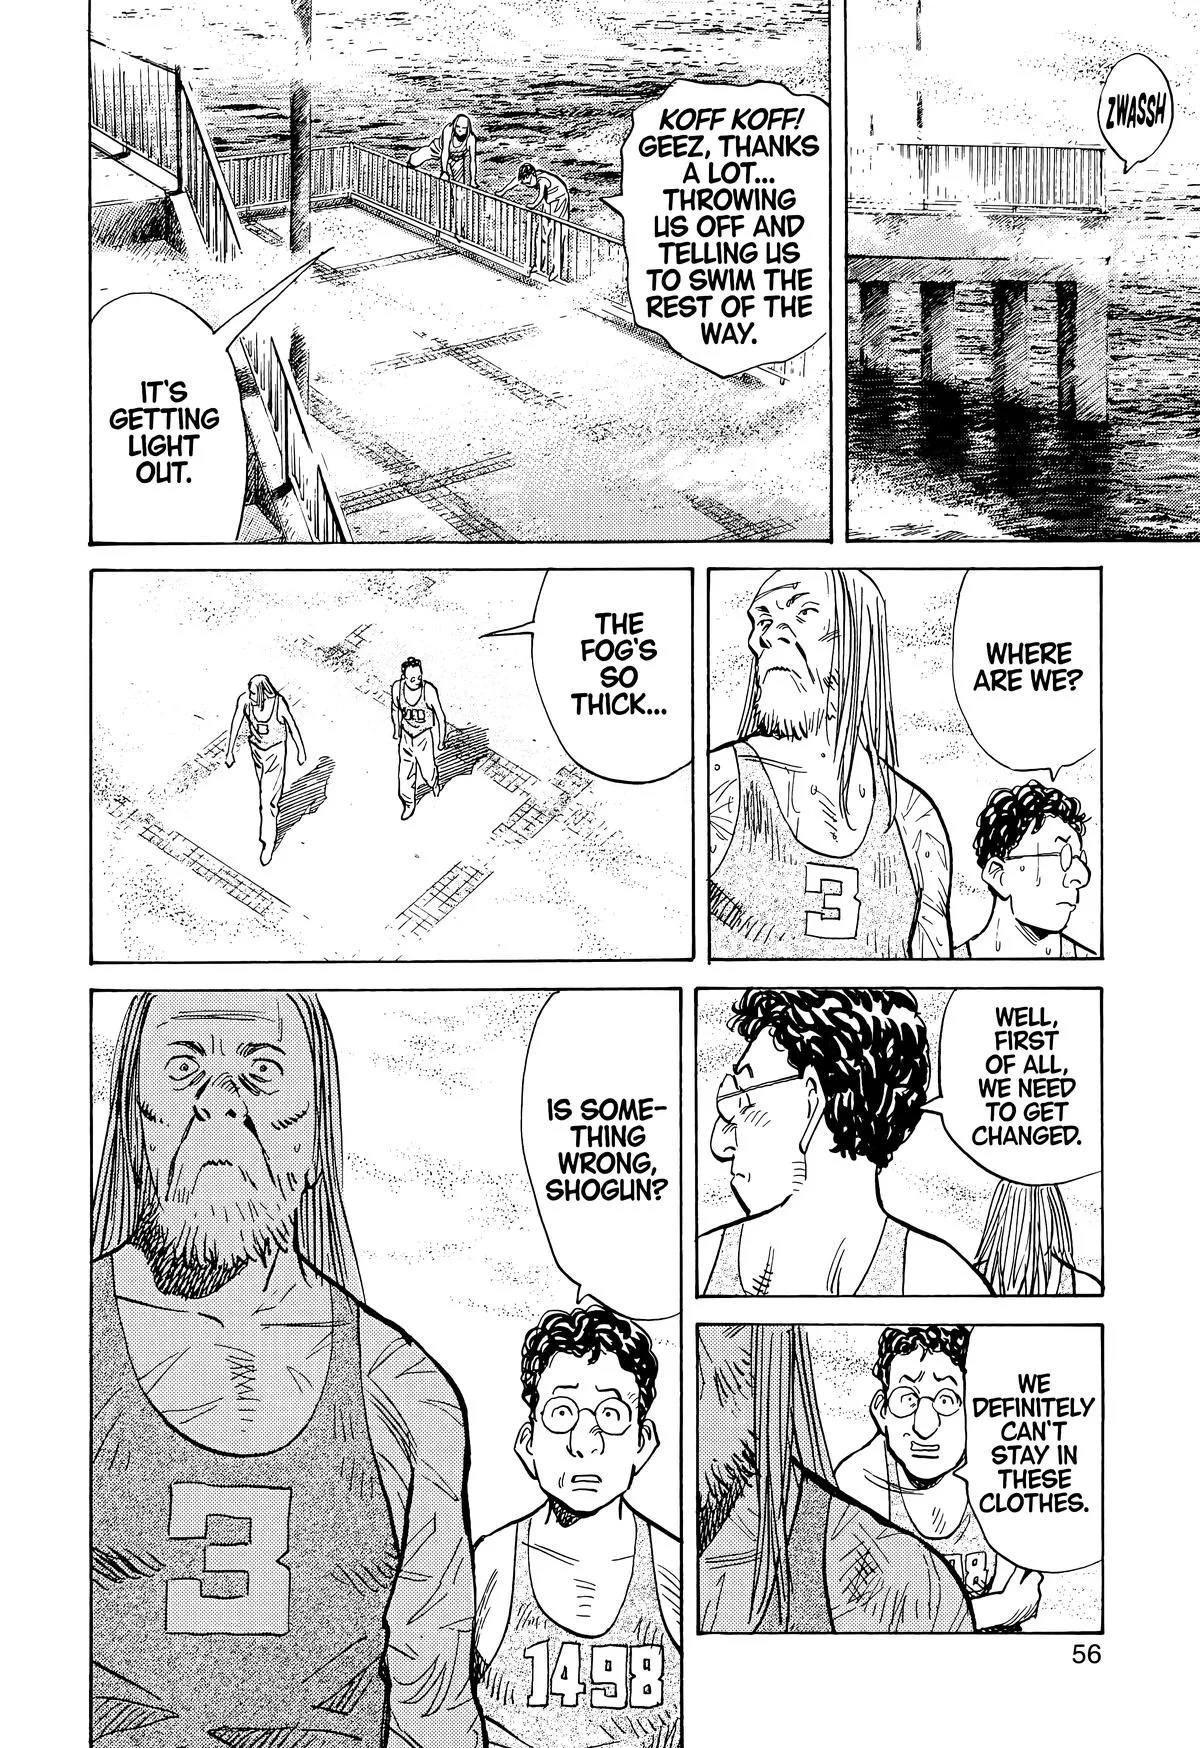 ZWASSH
KOFF KOFF!
GEEZ, THANKS
A LOT...
THROWING
US OFF AND
TELLING US
TO SWIM THE
REST OF THE
WAY.
IT'S
GETTING
LIGHT
OUT.
WHERE
ARE WE?
3
THE
FOG'S
SO
THICK...
WELL,
FIRST
OF ALL,
WE NEED
TO GET
CHANGED.
WE
DEFINITELY
CAN'T
STAY IN
THESE
CLOTHES.
98
IS SOME-
THING
WRONG,
SHOGUN?
3
1498
56